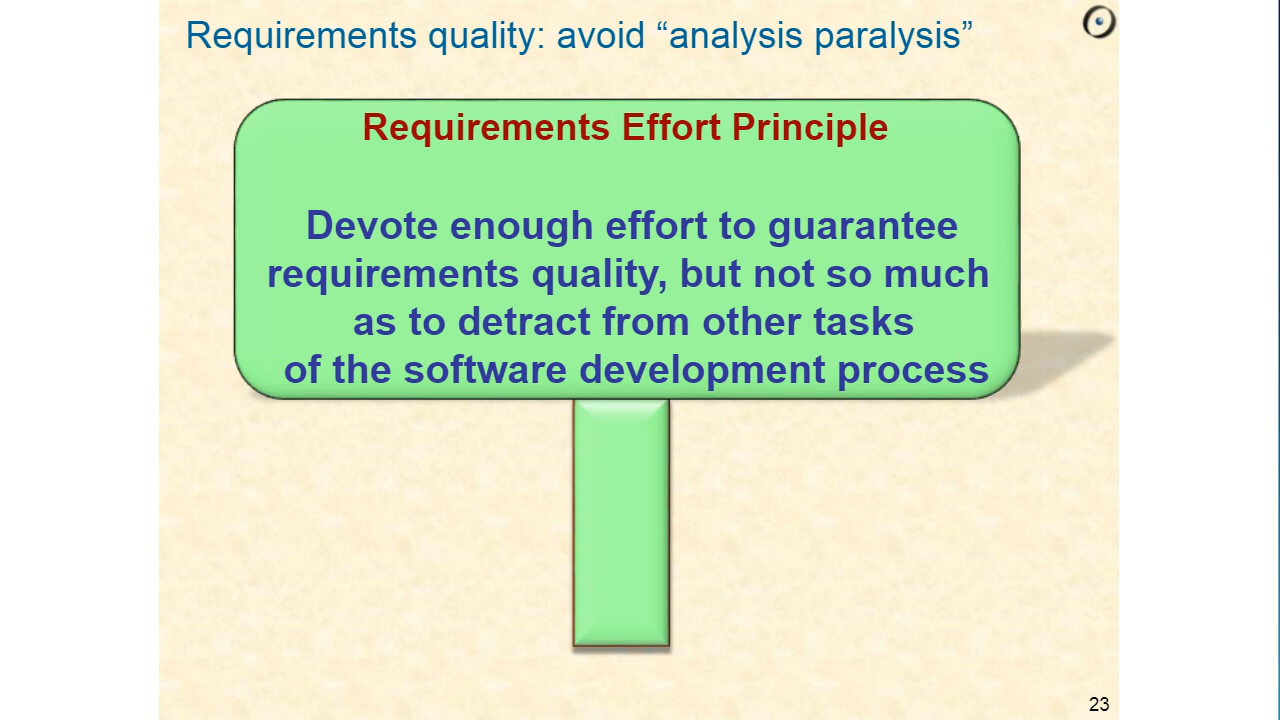 Requirements quality: avoid “analysis paralysis”
Requirements Effort Principle
Devote enough effort to guarantee
requirements quality, but not so much
as to detract from other tasks
of the software development process
23